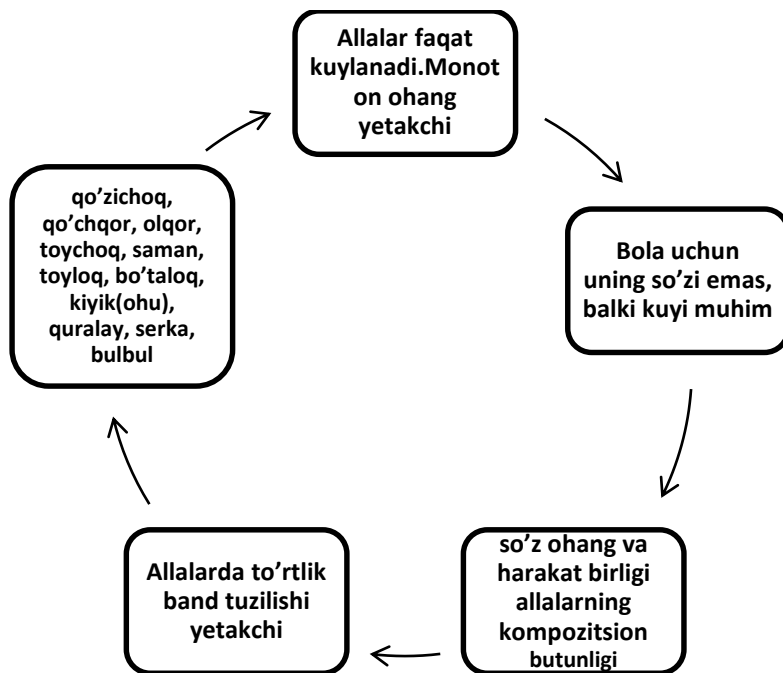 Allalar faqat
kuylanadi.Monot
on ohang
yetakchi
Bola uchun
uning so’zi emas,
balki kuyi muhim
so’z ohang va
harakat birligi
allalarning
kompozitsion
butunligi
Allalarda to’rtlik
band tuzilishi
yetakchi
qo’zichoq,
qo’chqor, olqor,
toychoq, saman,
toyloq, bo’taloq,
kiyik(ohu),
quralay, serka,
bulbul